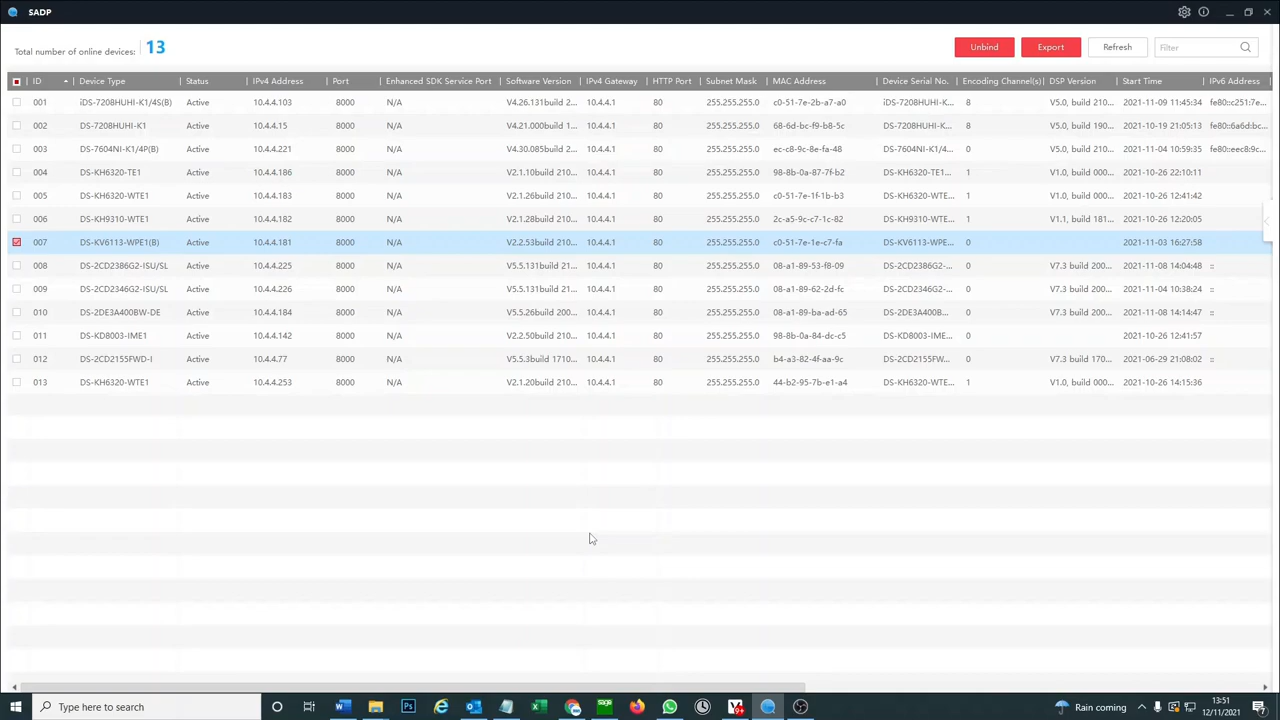 SADP
Total number of online devices: 13 Unbind Export Refresh Filter
ID Device Type Status IPv4 Address Port Enhanced SDK Service Port Software Version IPv4 Gateway HTTP Port Subnet Mask MAC Address Device Serial No. Encoding Channel(s) DSP Version Start Time IPv6 Address
001 iDS-7208HUHI-K1/4S(B) Active 10.4.4.103 8000 N/A V4.26.131build 2... 10.4.4.1 80 255.255.255.0 c0-51-7e-2b-a7-a0 iDS-7208HUHI-K... 8 V5.0, build 210... 2021-11-09 11:45:34 fe80::c251:7e...
002 DS-7208HUHI-K1 Active 10.4.4.15 8000 N/A V4.21.000build 1... 10.4.4.1 80 255.255.255.0 68-6d-bc-f9-b8-5c DS-7208HUHI-K... 8 V5.0, build 190... 2021-10-19 21:05:13 fe80::6a6d:bc...
003 DS-7604NI-K1/4P(B) Active 10.4.4.221 8000 N/A V4.30.085build 210... 10.4.4.1 80 255.255.255.0 ec-c8-9c-8e-fa-48 DS-7604NI-K1/4... 0 V5.0, build 210... 2021-11-04 10:59:35 fe80::eec8:9c...
004 DS-KH6320-TE1 Active 10.4.4.186 8000 N/A V2.1.10build 210... 10.4.4.1 80 255.255.255.0 98-8b-0a-87-7f-b2 DS-KH6320-TE1... 1 V1.0, build 000... 2021-10-26 22:10:11
005 DS-KH6320-WTE1 Active 10.4.4.183 8000 N/A V2.1.26build 210... 10.4.4.1 80 255.255.255.0 c0-51-7e-1f-1b-b3 DS-KH6320-WTE... 1 V1.0, build 000... 2021-10-26 12:41:42
006 DS-KH9310-WTE1 Active 10.4.4.182 8000 N/A V2.1.28build 210... 10.4.4.1 80 255.255.255.0 2c-a5-9c-c7-1c-82 DS-KH9310-WTE... 1 V1.1, build 181... 2021-10-26 12:20:05
007 DS-KV6113-WPE1(B) Active 10.4.4.181 8000 N/A V2.2.53build 210... 10.4.4.1 80 255.255.255.0 c0-51-7e-1e-c7-fa DS-KV6113-WPE... 0 2021-11-03 16:27:58
008 DS-2CD2386G2-ISU/SL Active 10.4.4.225 8000 N/A V5.5.131build 21... 10.4.4.1 80 255.255.255.0 08-a1-89-53-f8-09 DS-2CD2386G2-... 0 V7.3 build 200... 2021-11-08 14:04:48 ::
009 DS-2CD2346G2-ISU/SL Active 10.4.4.226 8000 N/A V5.5.131build 21... 10.4.4.1 80 255.255.255.0 08-a1-89-62-2d-fc DS-2CD2346G2-... 0 V7.3 build 200... 2021-11-04 10:38:24 ::
010 DS-2DE3A400BW-DE Active 10.4.4.184 8000 N/A V5.5.26build 200... 10.4.4.1 80 255.255.255.0 08-a1-89-ba-ad-65 DS-2DE3A400B... 0 V7.3 build 200... 2021-11-08 14:14:47 ::
011 DS-KD8003-IME1 Active 10.4.4.142 8000 N/A V2.2.50build 210... 10.4.4.1 80 255.255.255.0 98-8b-0a-84-dc-c5 DS-KD8003-IME... 0 2021-10-26 12:41:57
012 DS-2CD2155FWD-I Active 10.4.4.77 8000 N/A V5.5.3build 1710... 10.4.4.1 80 255.255.255.0 b4-a3-82-4f-aa-9c DS-2CD2155FW... 0 V7.3 build 170... 2021-06-29 21:08:02 ::
013 DS-KH6320-WTE1 Active 10.4.4.253 8000 N/A V2.1.20build 210... 10.4.4.1 80 255.255.255.0 44-b2-95-7b-e1-a4 DS-KH6320-WTE... 1 V1.0, build 000... 2021-10-26 14:15:36
Type here to search Rain coming 13:51
12/11/2021